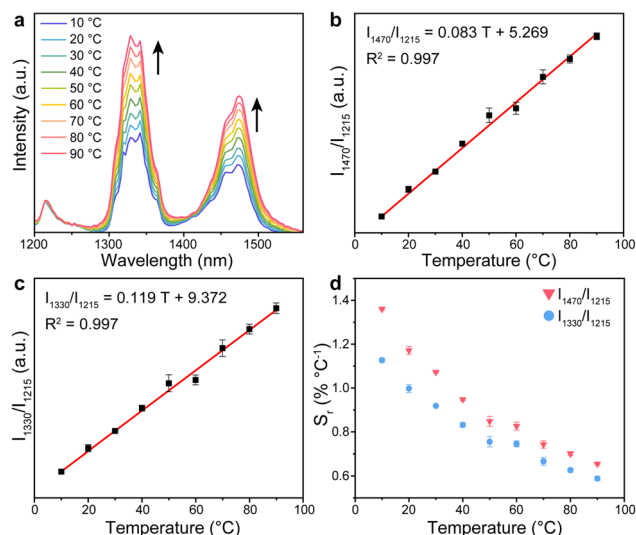 a
10 °C
20 °C
30 °C
40 °C
50 °C
60 °C
70 °C
80 °C
90 °C
Intensity (a.u.)
1200 1300 1400 1500
Wavelength (nm)
b
I1470/I1215 = 0.083 T + 5.269
R² = 0.997
I1470/I1215 (a.u.)
0 20 40 60 80 100
Temperature (°C)
c
I1330/I1215 = 0.119 T + 9.372
R² = 0.997
I1330/I1215 (a.u.)
0 20 40 60 80 100
Temperature (°C)
d
I1470/I1215
I1330/I1215
Sr (% °C-1)
1.4
1.2
1.0
0.8
0.6
0 20 40 60 80 100
Temperature (°C)